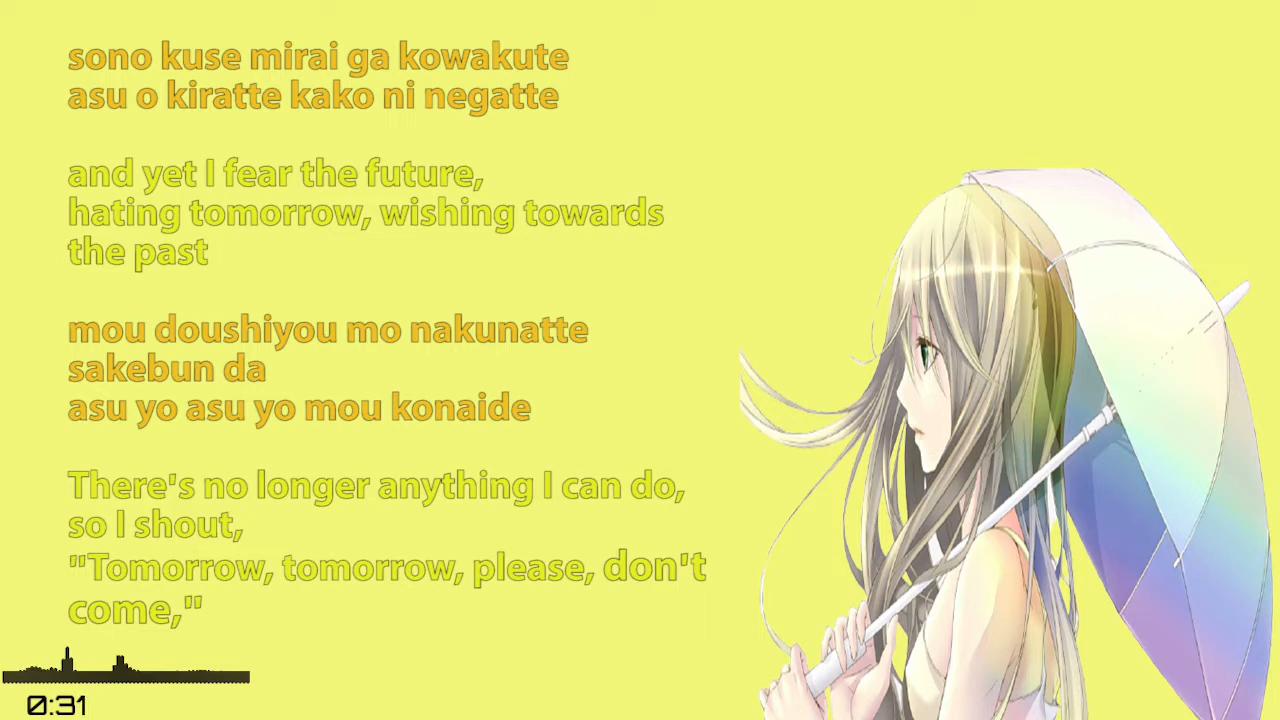 sono kuse mirai ga kowakute
asu o kiratte kako ni negatte
and yet I fear the future,
hating tomorrow, wishing towards
the past
mou doushiyou mo nakunatte
sakebun da
asu yo asu yo mou konaide
There's no longer anything I can do,
so I shout,
"Tomorrow, tomorrow, please, don't
come,"
0:31